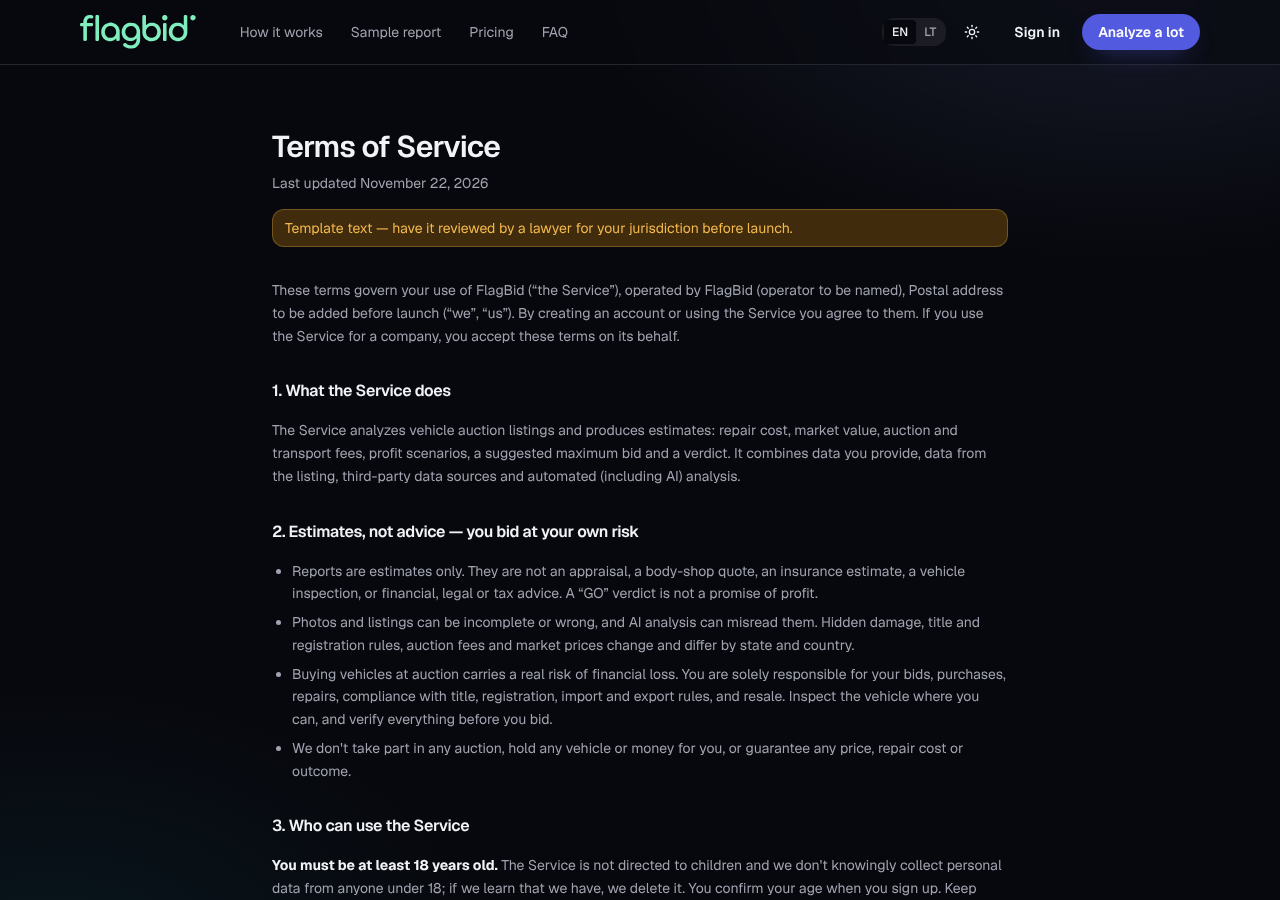 flagbid
How it works
Sample report
Pricing
FAQ
EN
LT
Sign in
Analyze a lot
Terms of Service
Last updated November 22, 2026
Template text — have it reviewed by a lawyer for your jurisdiction before launch.
These terms govern your use of FlagBid (“the Service”), operated by FlagBid (operator to be named), Postal address
to be added before launch (“we”, “us”). By creating an account or using the Service you agree to them. If you use
the Service for a company, you accept these terms on its behalf.
1. What the Service does
The Service analyzes vehicle auction listings and produces estimates: repair cost, market value, auction and
transport fees, profit scenarios, a suggested maximum bid and a verdict. It combines data you provide, data from
the listing, third-party data sources and automated (including AI) analysis.
2. Estimates, not advice — you bid at your own risk
• Reports are estimates only. They are not an appraisal, a body-shop quote, an insurance estimate, a vehicle
inspection, or financial, legal or tax advice. A “GO” verdict is not a promise of profit.
• Photos and listings can be incomplete or wrong, and AI analysis can misread them. Hidden damage, title and
registration rules, auction fees and market prices change and differ by state and country.
• Buying vehicles at auction carries a real risk of financial loss. You are solely responsible for your bids, purchases,
repairs, compliance with title, registration, import and export rules, and resale. Inspect the vehicle where you
can, and verify everything before you bid.
• We don't take part in any auction, hold any vehicle or money for you, or guarantee any price, repair cost or
outcome.
3. Who can use the Service
You must be at least 18 years old. The Service is not directed to children and we don't knowingly collect personal
data from anyone under 18; if we learn that we have, we delete it. You confirm your age when you sign up. Keep